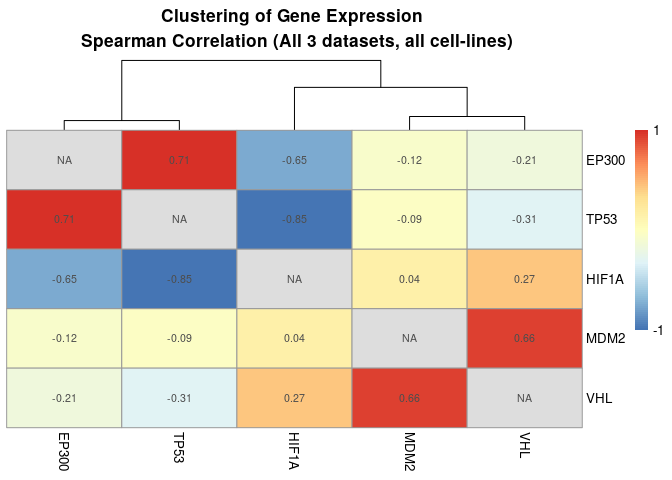 Clustering of Gene Expression
Spearman Correlation (All 3 datasets, all cell-lines)
NA 0.71 -0.65 -0.12 -0.21 EP300
0.71 NA -0.85 -0.09 -0.31 TP53
-0.65 -0.85 NA 0.04 0.27 HIF1A
-0.12 -0.09 0.04 NA 0.66 MDM2
-0.21 -0.31 0.27 0.66 NA VHL
EP300 TP53 HIF1A MDM2 VHL
1
-1